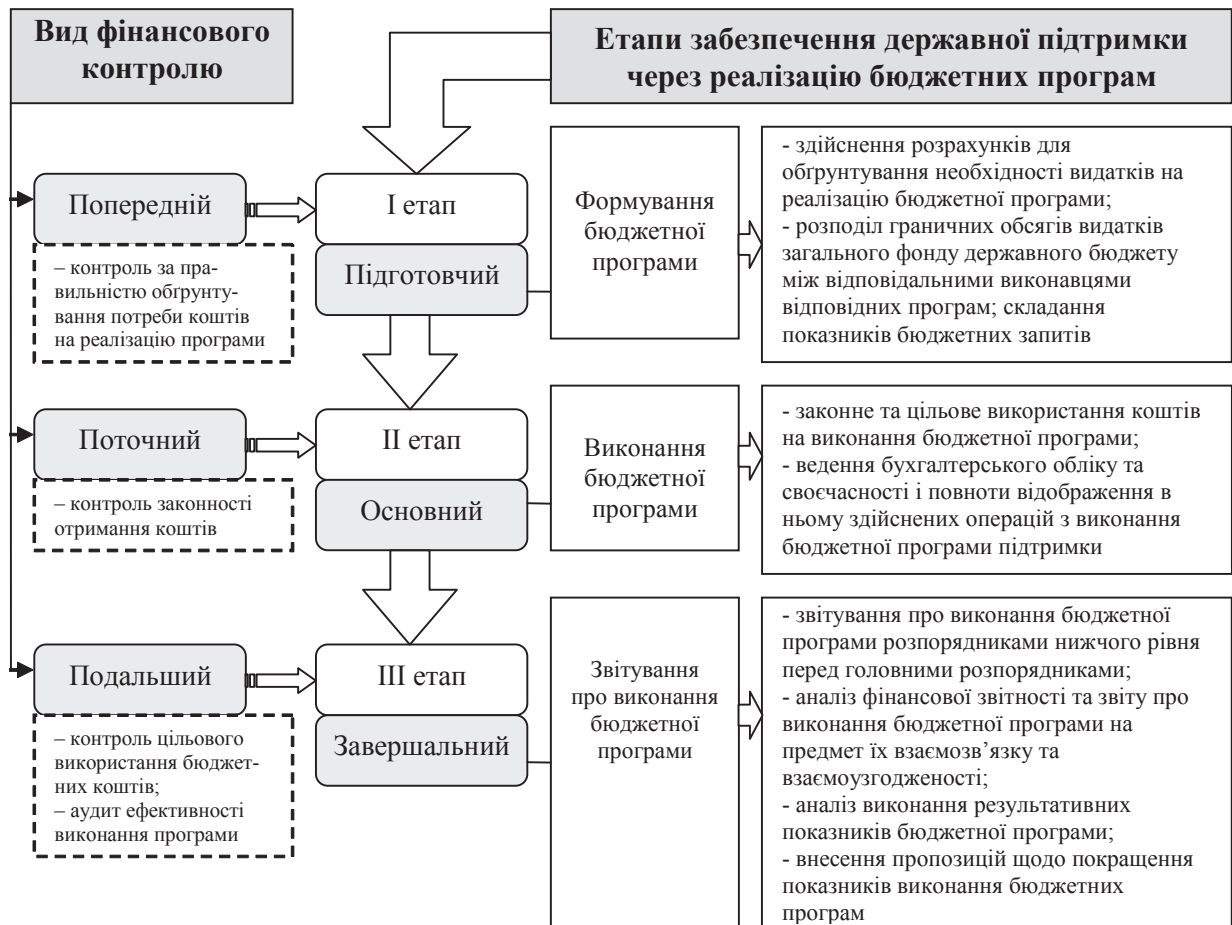 Вид фінансового
контролю
Етапи забезпечення державної підтримки
через реалізацію бюджетних програм
Попередній
– контроль за пра-
вильністю обґрунту-
вання потреби коштів
на реалізацію програми
І етап
Підготовчий
Формування
бюджетної
програми
- здійснення розрахунків для
обґрунтування необхідності видатків на
реалізацію бюджетної програми;
- розподіл граничних обсягів видатків
загального фонду державного бюджету
між відповідальними виконавцями
відповідних програм; складання
показників бюджетних запитів
Поточний
– контроль законності
отримання коштів
ІІ етап
Основний
Виконання
бюджетної
програми
- законне та цільове використання коштів
на виконання бюджетної програми;
- ведення бухгалтерського обліку та
своєчасності і повноти відображення в
ньому здійснених операцій з виконання
бюджетної програми підтримки
Подальший
– контроль цільового
використання бюджет-
них коштів;
– аудит ефективності
виконання програми
ІІІ етап
Завершальний
Звітування
про виконання
бюджетної
програми
- звітування про виконання бюджетної
програми розпорядниками нижчого рівня
перед головними розпорядниками;
- аналіз фінансової звітності та звіту про
виконання бюджетної програми на
предмет їх взаємозв’язку та
взаємоузгодженості;
- аналіз виконання результативних
показників бюджетної програми;
- внесення пропозицій щодо покращення
показників виконання бюджетних
програм